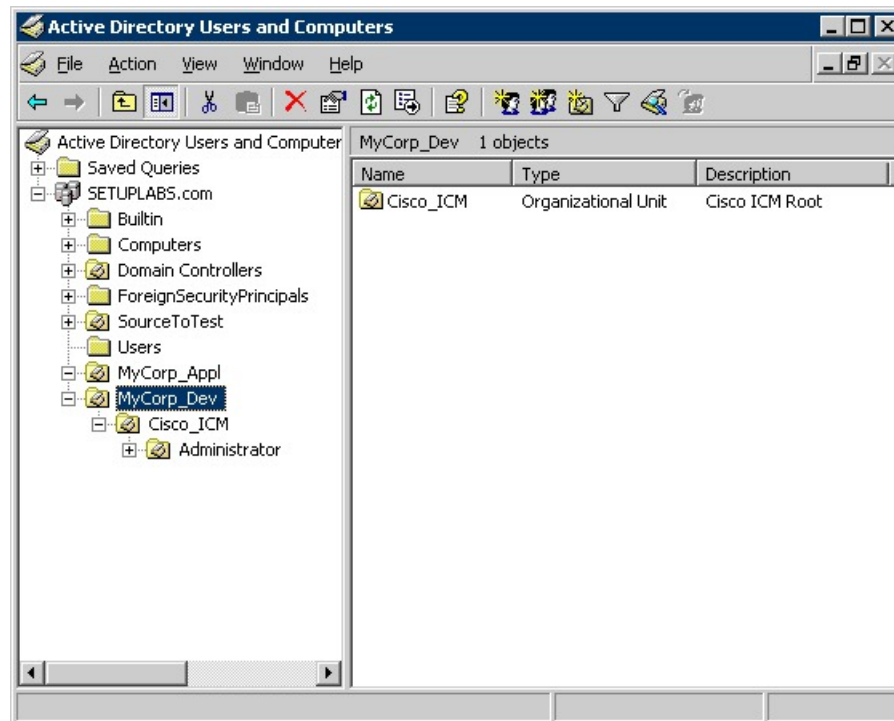 Active Directory Users and Computers
File Action View Window Help
Active Directory Users and Computer
Saved Queries
SETUPLABS.com
Builtin
Computers
Domain Controllers
ForeignSecurityPrincipals
SourceToTest
Users
MyCorp_Appl
MyCorp_Dev
Cisco_ICM
Administrator
MyCorp_Dev 1 objects
Name Type Description
Cisco_ICM Organizational Unit Cisco ICM Root